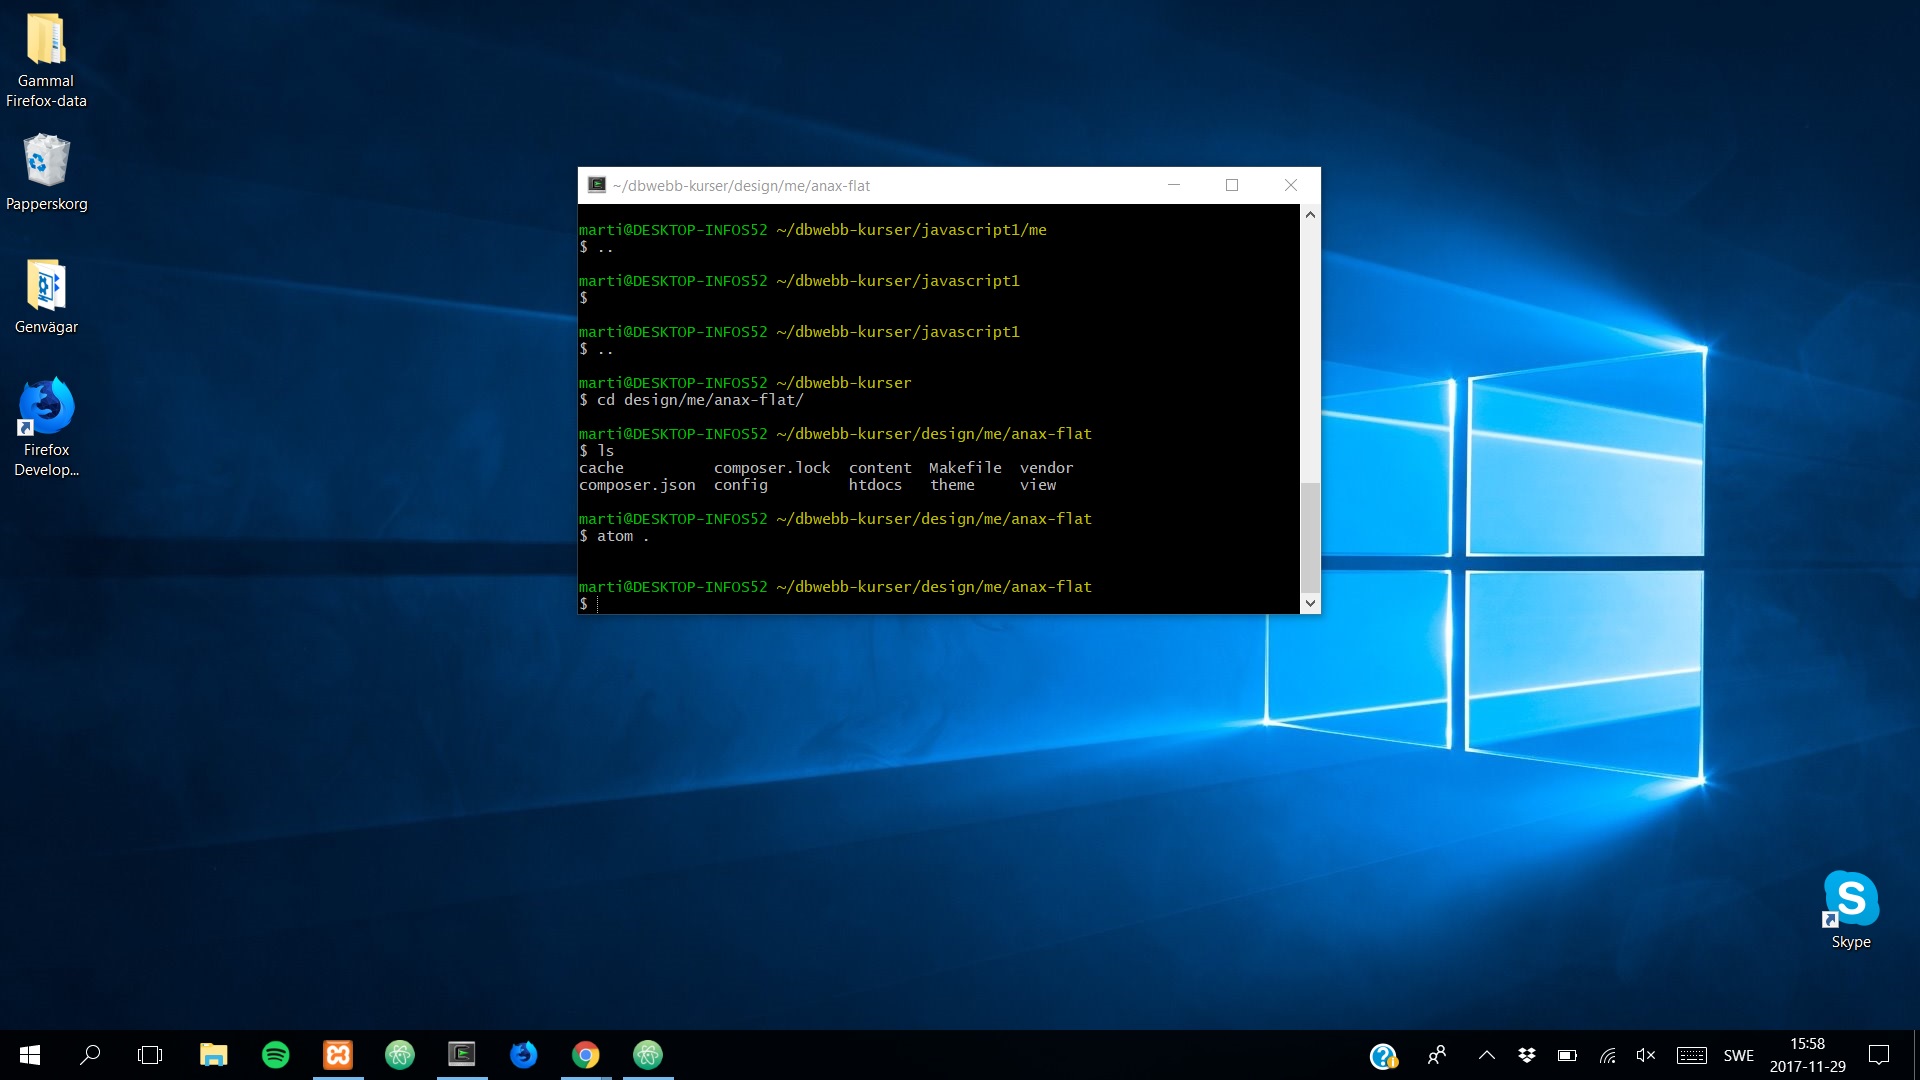 Gammal
Firefox-data
Papperskorg
Genvägar
Firefox
Develop...
~/dbwebb-kurser/design/me/anax-flat
marti@DESKTOP-INFOS52 ~/dbwebb-kurser/javascript1/me
$ ..
marti@DESKTOP-INFOS52 ~/dbwebb-kurser/javascript1
$
marti@DESKTOP-INFOS52 ~/dbwebb-kurser/javascript1
$ ..
marti@DESKTOP-INFOS52 ~/dbwebb-kurser
$ cd design/me/anax-flat/
marti@DESKTOP-INFOS52 ~/dbwebb-kurser/design/me/anax-flat
$ ls
cache composer.lock content Makefile vendor
composer.json config htdocs theme view
marti@DESKTOP-INFOS52 ~/dbwebb-kurser/design/me/anax-flat
$ atom .
marti@DESKTOP-INFOS52 ~/dbwebb-kurser/design/me/anax-flat
$
Skype
SWE
15:58
2017-11-29